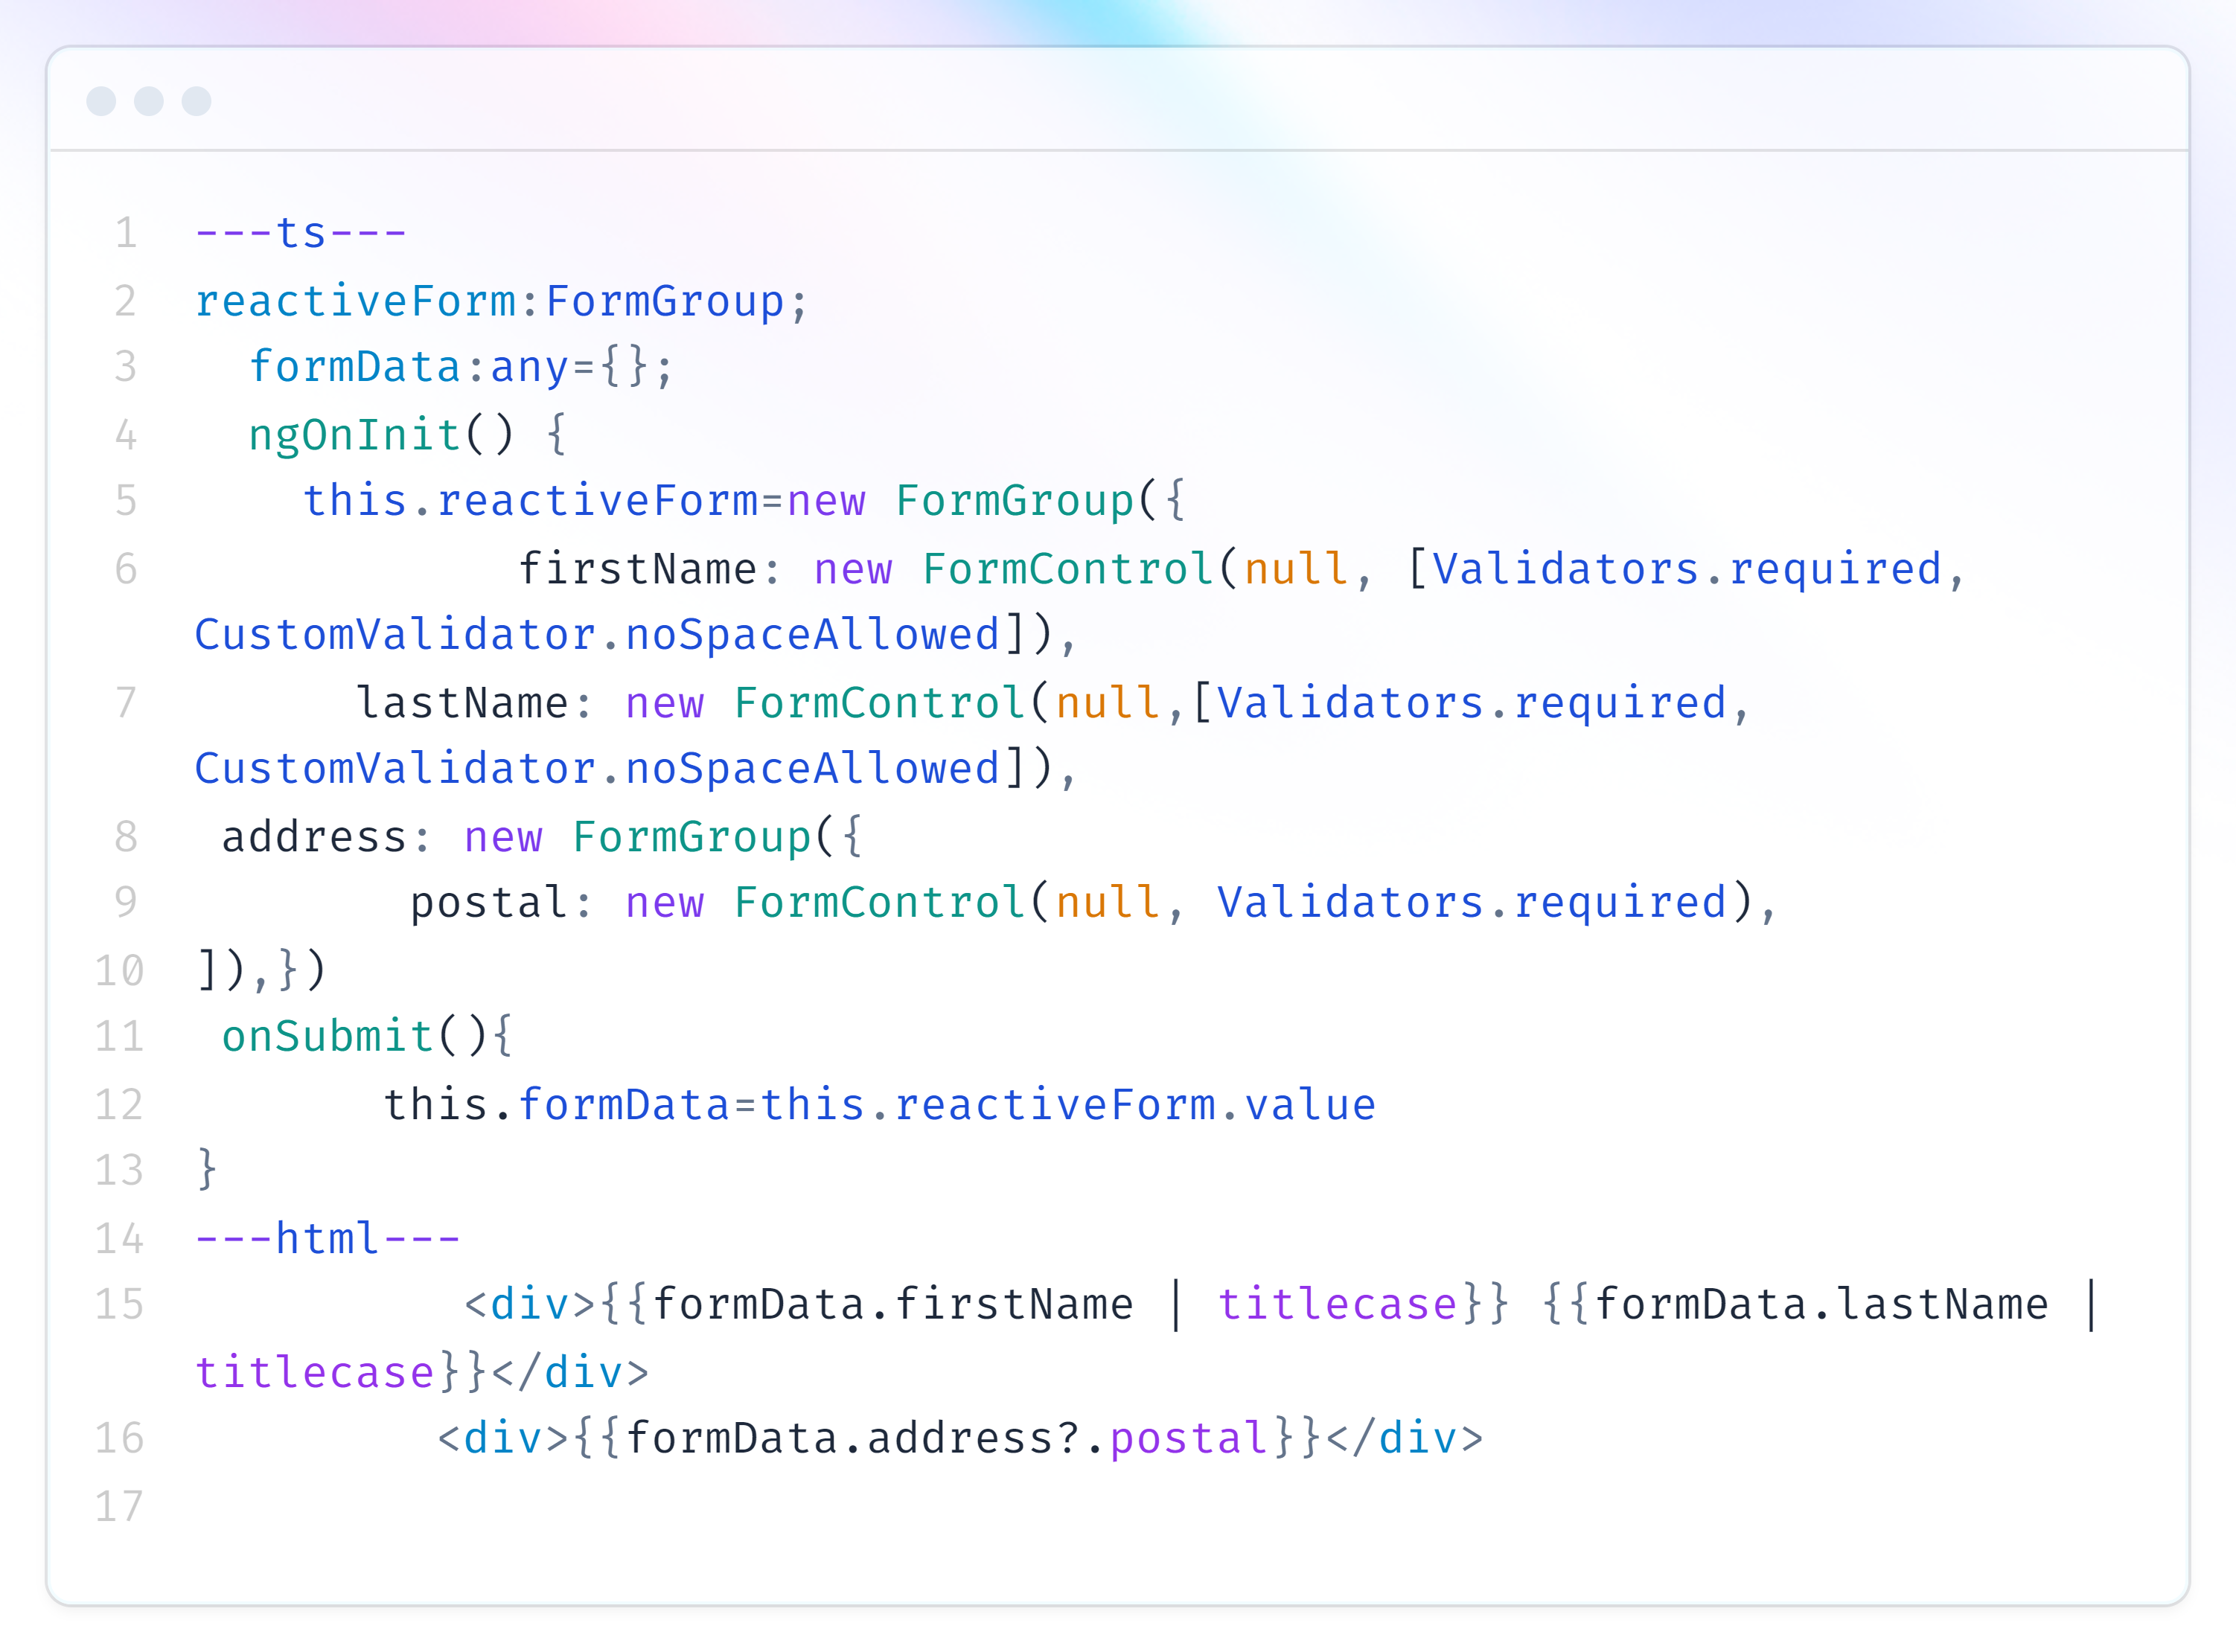 1 ---ts---
2 reactiveForm:FormGroup;
3 formData:any={};
4 ngOnInit() {
5 this.reactiveForm=new FormGroup({
6 firstName: new FormControl(null, [Validators.required,
CustomValidator.noSpaceAllowed]),
7 lastName: new FormControl(null,[Validators.required,
CustomValidator.noSpaceAllowed]),
8 address: new FormGroup({
9 postal: new FormControl(null, Validators.required),
10 ]),})
11 onSubmit(){
12 this.formData=this.reactiveForm.value
13 }
14 ---html---
15 <div>{{formData.firstName | titlecase}} {{formData.lastName |
titlecase}}</div>
16 <div>{{formData.address?.postal}}</div>
17